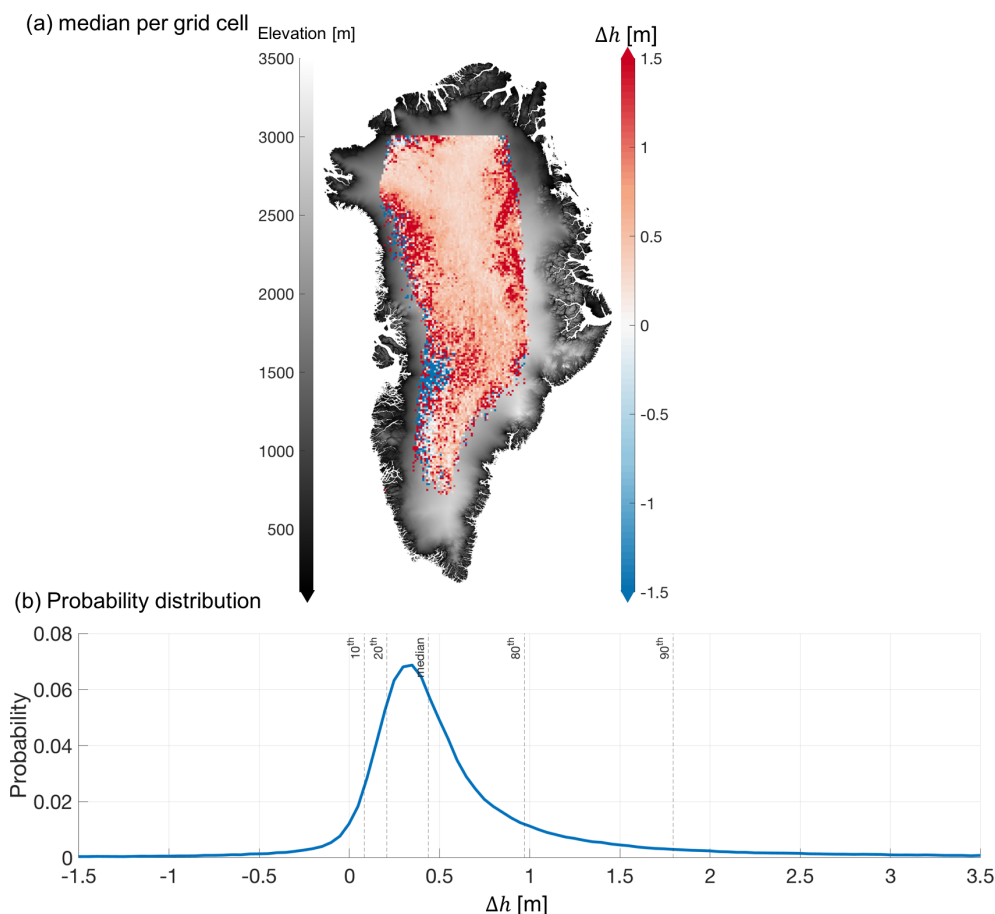 (a) median per grid cell
Elevation [m]
Δh [m]
3500
3000
2500
2000
1500
1000
500
1.5
1
0.5
0
-0.5
-1
-1.5
(b) Probability distribution
0.08
0.06
0.04
0.02
0
Probability
10th
20th
median
80th
90th
-1.5 -1 -0.5 0 0.5 1 1.5 2 2.5 3 3.5
Δh [m]